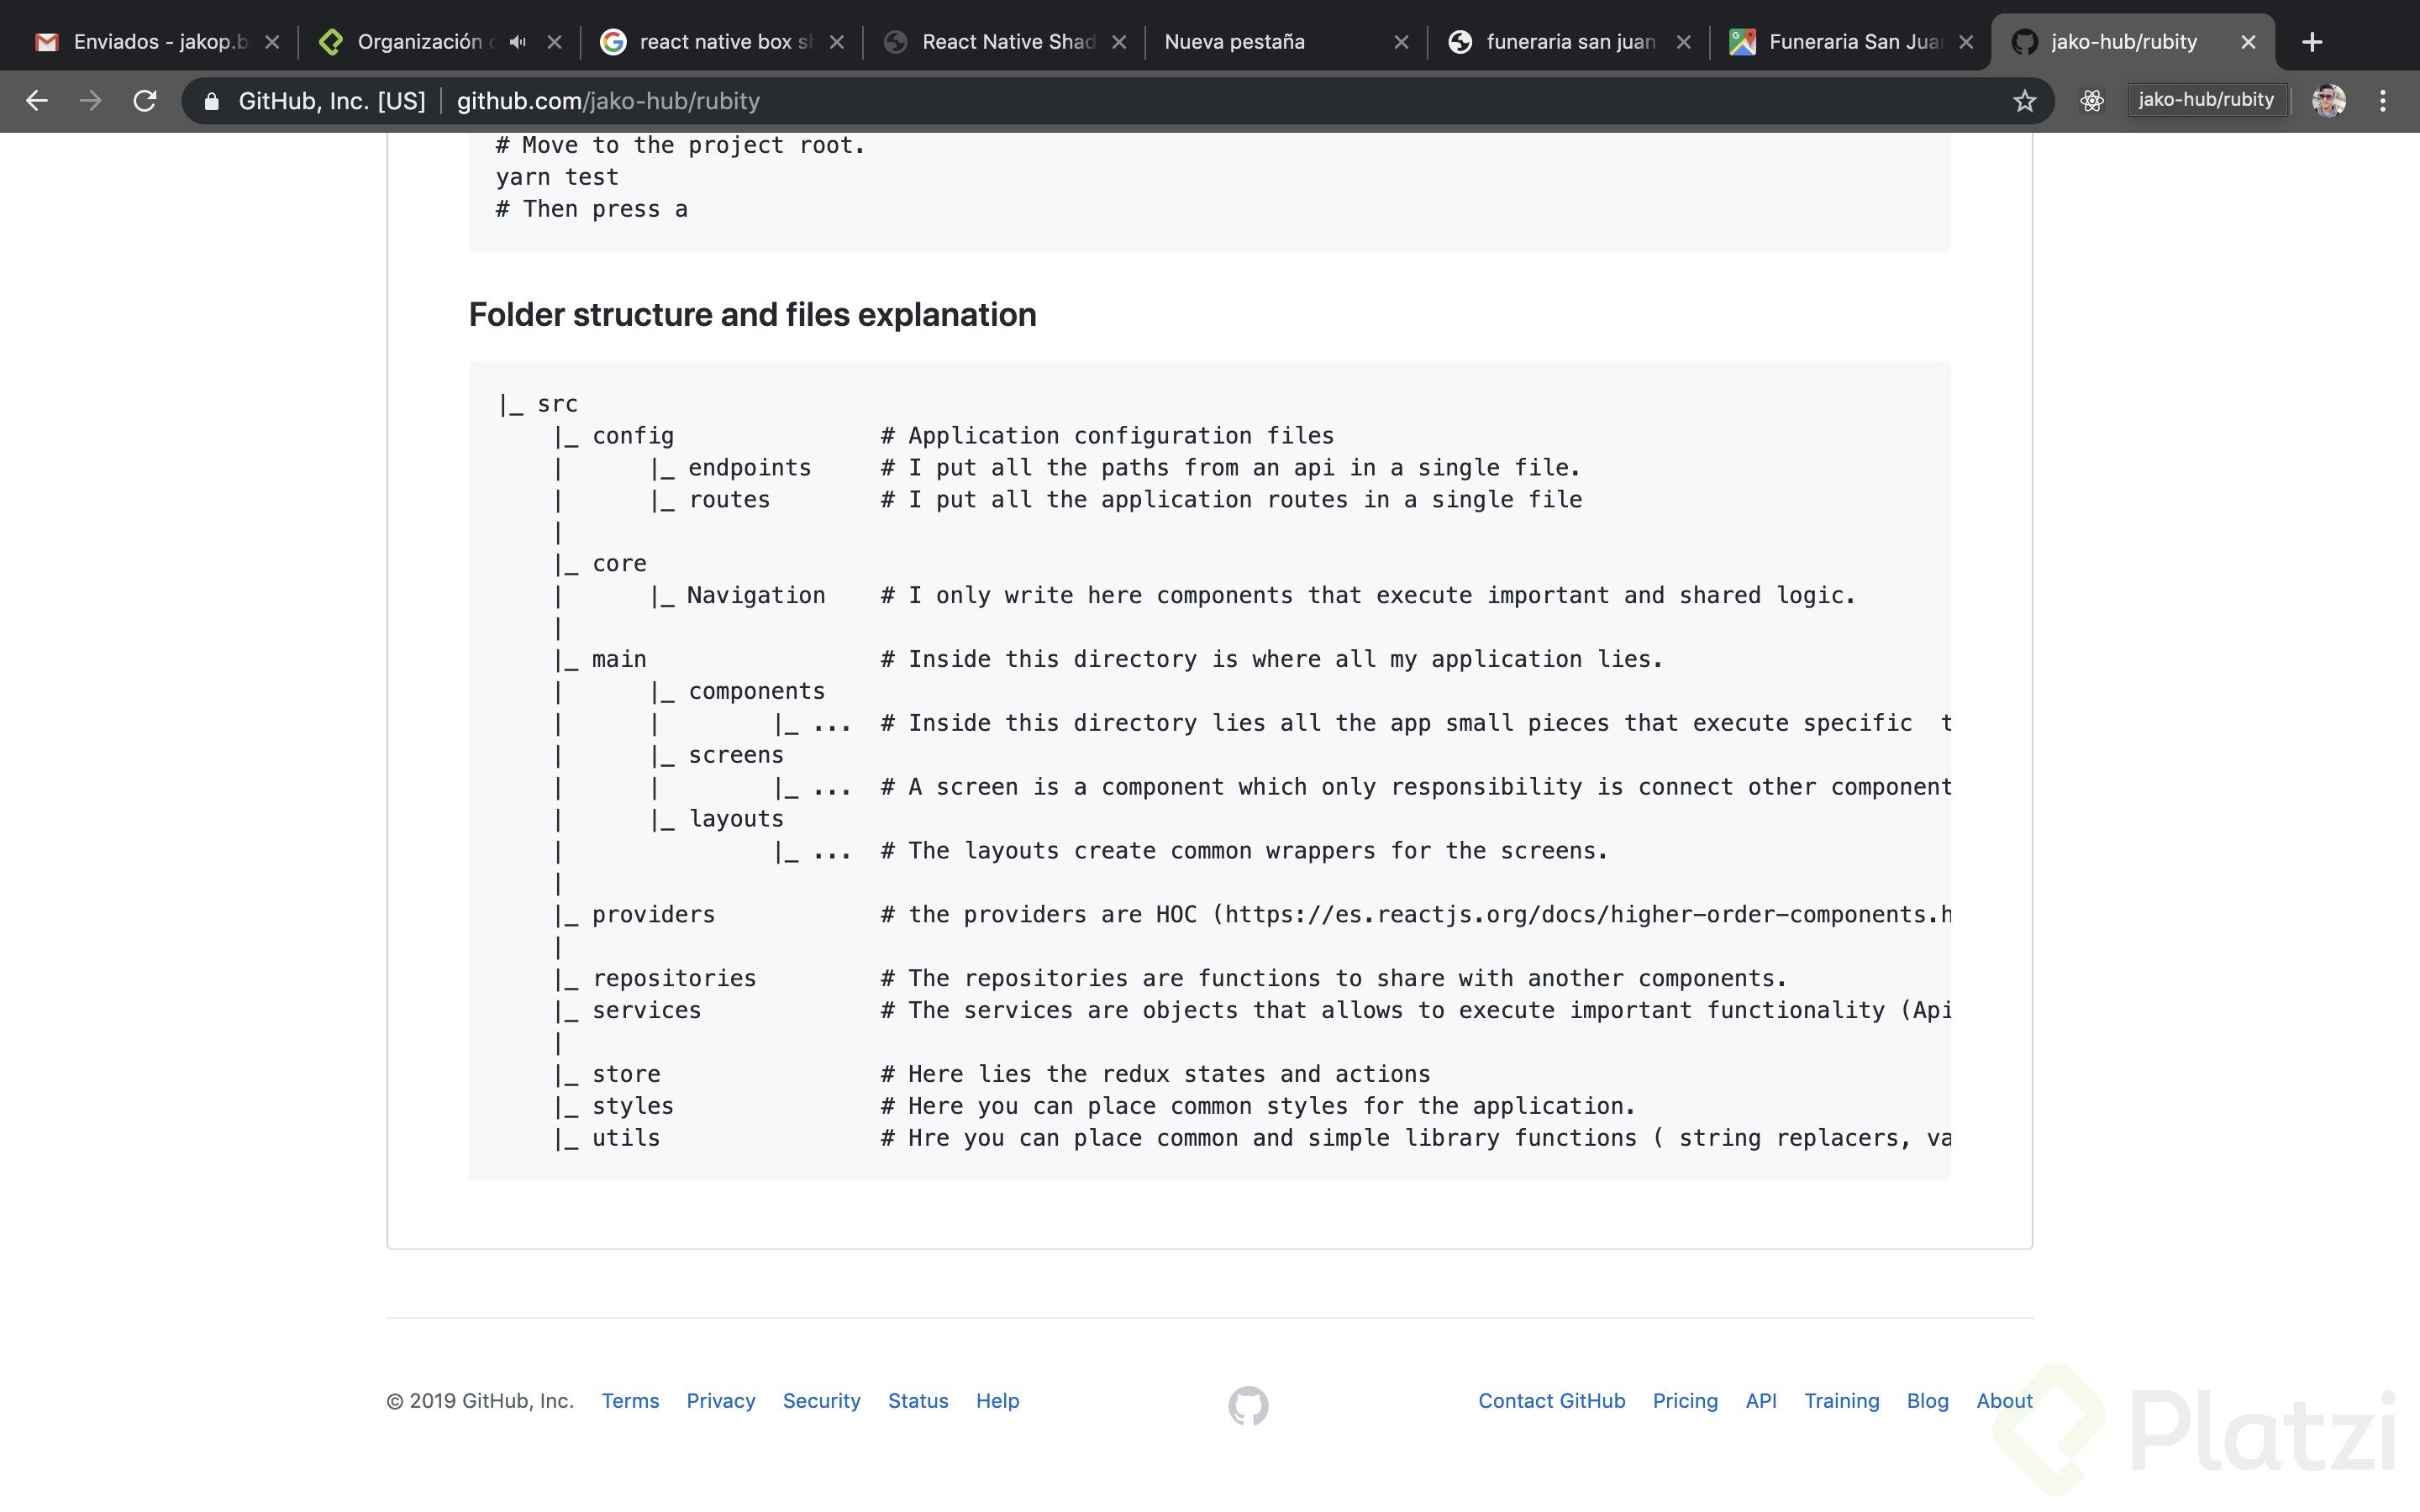 Enviados - jakop.b
Organización
react native box sh
React Native Shad
Nueva pestaña
funeraria san juan
Funeraria San Jua
jako-hub/rubity
GitHub, Inc. [US] | github.com/jako-hub/rubity
jako-hub/rubity
# Move to the project root.
yarn test
# Then press a
Folder structure and files explanation
|_ src
|_ config # Application configuration files
| |_ endpoints # I put all the paths from an api in a single file.
| |_ routes # I put all the application routes in a single file
|
|_ core
| |_ Navigation # I only write here components that execute important and shared logic.
|
|_ main # Inside this directory is where all my application lies.
| |_ components
| | |_ ... # Inside this directory lies all the app small pieces that execute specific t
| |_ screens
| | |_ ... # A screen is a component which only responsibility is connect other component
| |_ layouts
| |_ ... # The layouts create common wrappers for the screens.
|
|_ providers # the providers are HOC (https://es.reactjs.org/docs/higher-order-components.h
|
|_ repositories # The repositories are functions to share with another components.
|_ services # The services are objects that allows to execute important functionality (Api
|
|_ store # Here lies the redux states and actions
|_ styles # Here you can place common styles for the application.
|_ utils # Hre you can place common and simple library functions ( string replacers, va
© 2019 GitHub, Inc. Terms Privacy Security Status Help
Contact GitHub Pricing API Training Blog About
Platzi